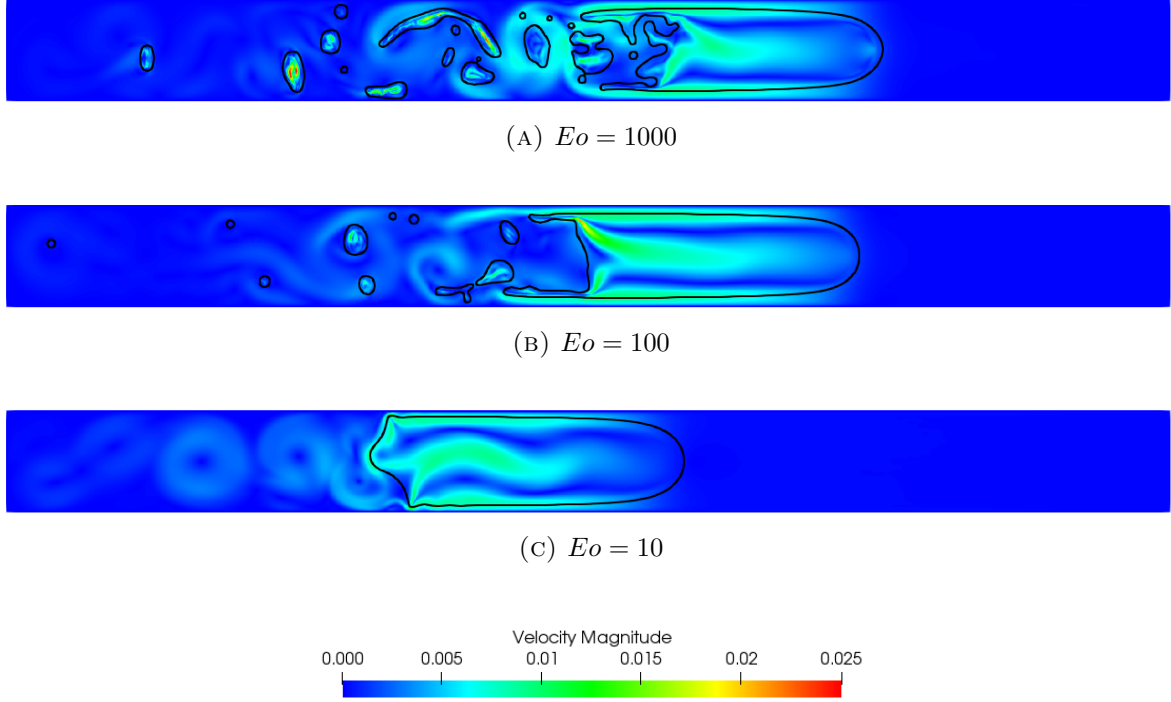 (A) Eo = 1000
(B) Eo = 100
(C) Eo = 10
Velocity Magnitude
0.000 0.005 0.01 0.015 0.02 0.025